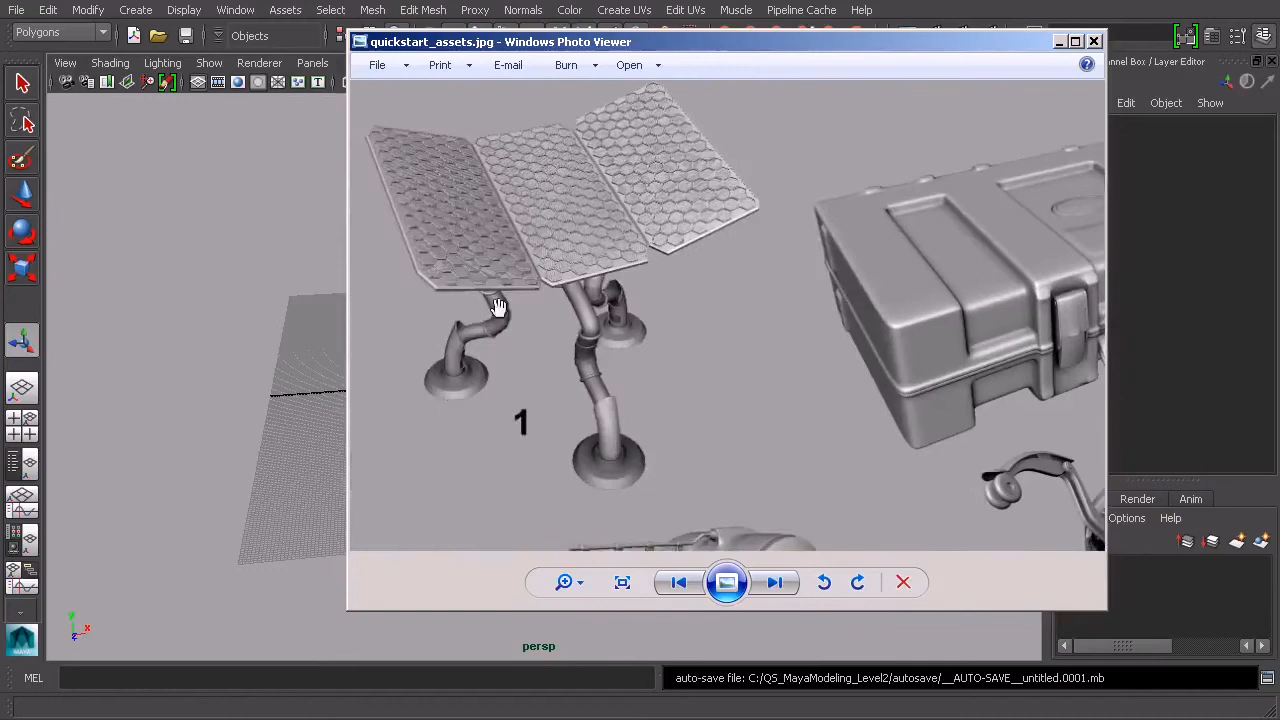 File Edit Modify Create Display Window Assets Select Mesh Edit Mesh Proxy Normals Color Create UVs Edit UVs Muscle Pipeline Cache Help
Polygons Objects
quickstart_assets.jpg - Windows Photo Viewer
View Shading Lighting Show Renderer Panels
File Print E-mail Burn Open
nnel Box / Layer Editor
Edit Object Show
1
Render Anim
Options Help
y x z
persp
MAYA
MEL
auto-save file: C:/QS_MayaModeling_Level2/autosave/__AUTO-SAVE__untitled.0001.mb